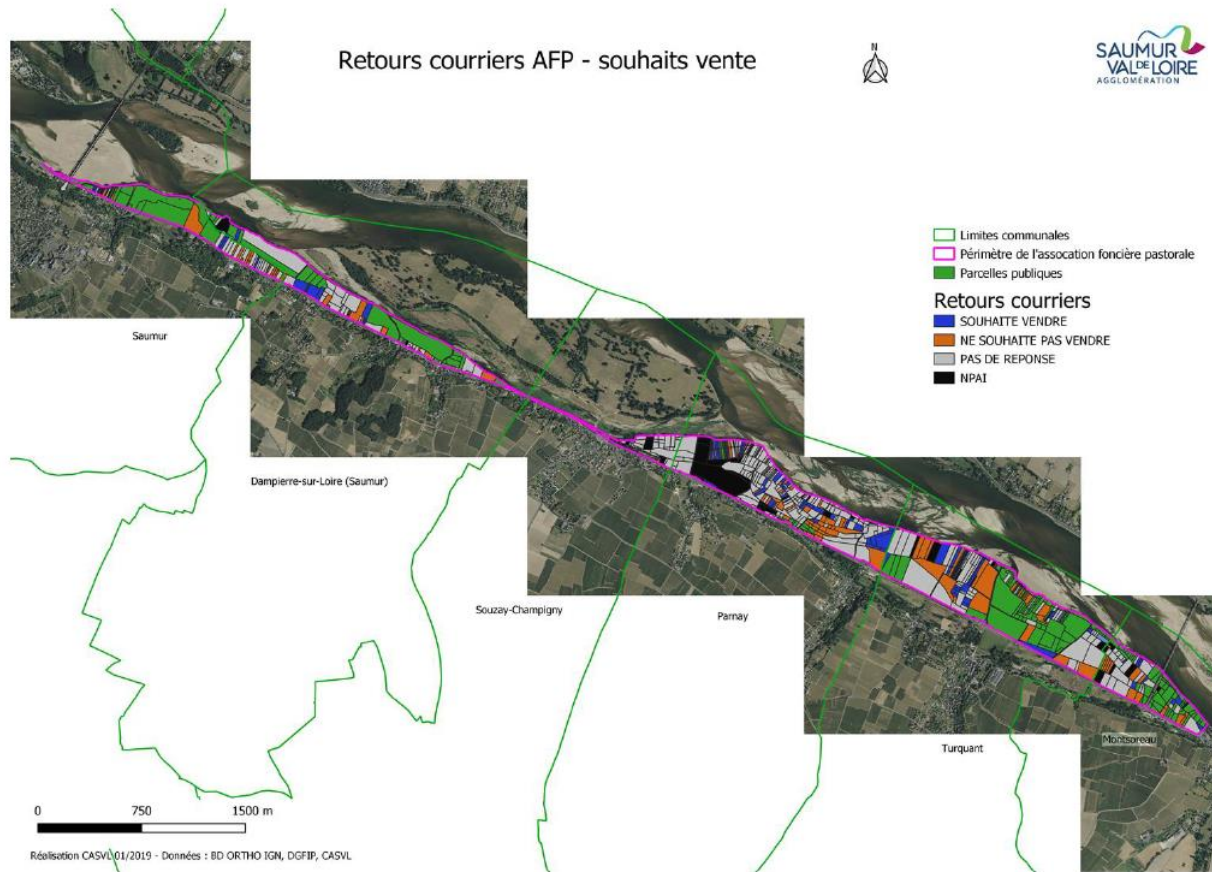 Retours courriers AFP - souhaits vente
N
SAUMUR
VAL DE LOIRE
AGGLOMÉRATION
Limites communales
Périmètre de l'assocation foncière pastorale
Parcelles publiques
Retours courriers
SOUHAITE VENDRE
NE SOUHAITE PAS VENDRE
PAS DE REPONSE
NPAI
Saumur
Dampierre-sur-Loire (Saumur)
Souzay-Champigny
Parnay
Turquant
Montsoreau
0 750 1500 m
Réalisation CASVL 01/2019 - Données : BD ORTHO IGN, DGFIP, CASVL